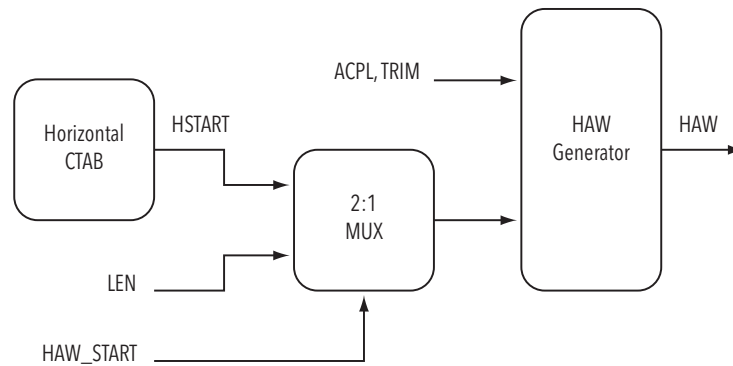 ACPL, TRIM
Horizontal
CTAB
HSTART
HAW
Generator
HAW
2:1
MUX
LEN
HAW_START